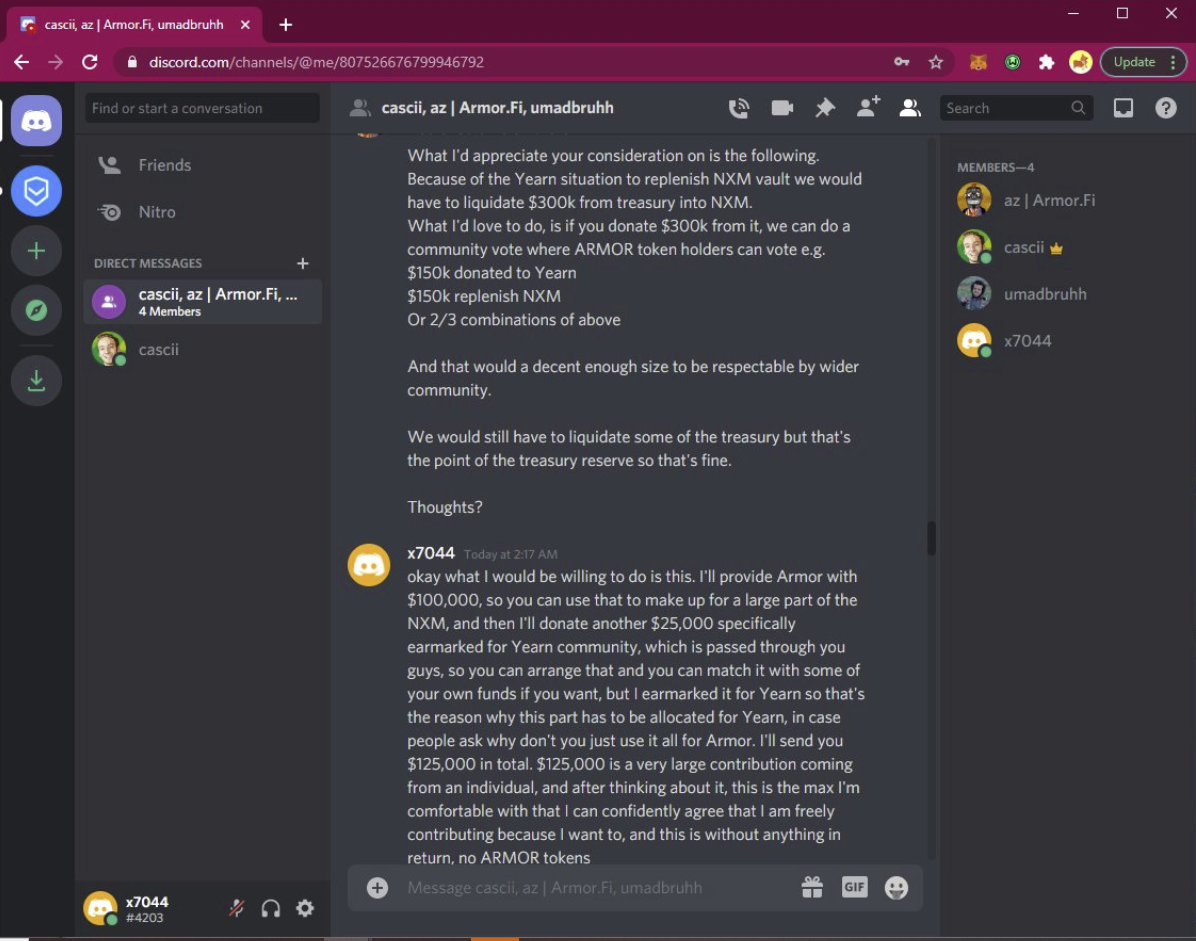 cascii, az | Armor.Fi, umadbruhh
discord.com/channels/@me/807526676799946792
Update
Find or start a conversation
cascii, az | Armor.Fi, umadbruhh
Search
Friends
Nitro
DIRECT MESSAGES
cascii, az | Armor.Fi, ...
4 Members
cascii
What I'd appreciate your consideration on is the following.
Because of the Yearn situation to replenish NXM vault we would
have to liquidate $300k from treasury into NXM.
What I'd love to do, is if you donate $300k from it, we can do a
community vote where ARMOR token holders can vote e.g.
$150k donated to Yearn
$150k replenish NXM
Or 2/3 combinations of above
And that would a decent enough size to be respectable by wider
community.
We would still have to liquidate some of the treasury but that's
the point of the treasury reserve so that's fine.
Thoughts?
x7044 Today at 2:17 AM
okay what I would be willing to do is this. I'll provide Armor with
$100,000, so you can use that to make up for a large part of the
NXM, and then I'll donate another $25,000 specifically
earmarked for Yearn community, which is passed through you
guys, so you can arrange that and you can match it with some of
your own funds if you want, but I earmarked it for Yearn so that's
the reason why this part has to be allocated for Yearn, in case
people ask why don't you just use it all for Armor. I'll send you
$125,000 in total. $125,000 is a very large contribution coming
from an individual, and after thinking about it, this is the max I'm
comfortable with that I can confidently agree that I am freely
contributing because I want to, and this is without anything in
return, no ARMOR tokens
Message cascii, az | Armor.Fi, umadbruhh
GIF
MEMBERS—4
az | Armor.Fi
cascii
umadbruhh
x7044
x7044
#4203